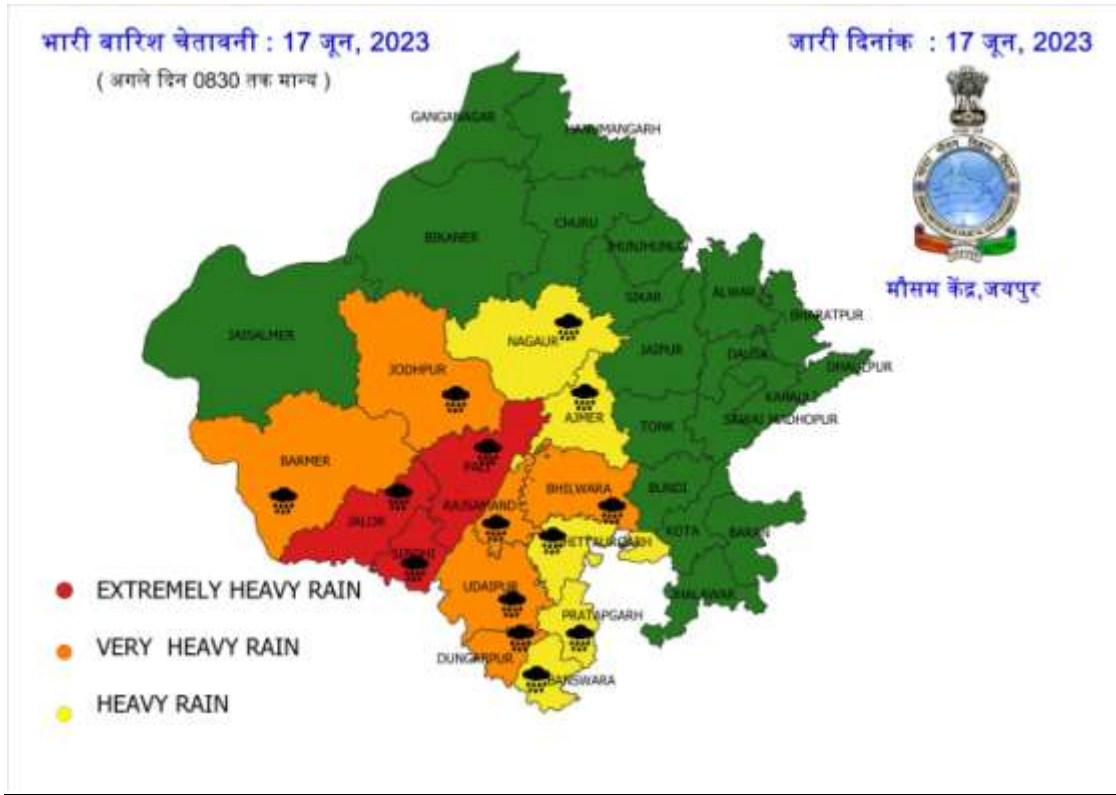 भारी बारिश चेतावनी : 17 जून, 2023
जारी दिनांक : 17 जून, 2023
( अगले दिन 0830 तक मान्य )
GANGANAGAR
HANUMANGARH
CHURU
BIKANER
JHUNJHUNU
SIKAR
ALWAR
मौसम केंद्र,जयपुर
BHARATPUR
JAISALMER
NAGAUR
JAIPUR
DAUSA
DHAULPUR
JODHPUR
KARAULI
AJMER
TONK
SAWAI MADHOPUR
BARMER
PALI
BHILWARA
BUNDI
RAJSAMAND
JALOR
CHITTAURGARH
KOTA
BARAN
SIROHI
EXTREMELY HEAVY RAIN
UDAIPUR
JHALAWAR
PRATAPGARH
VERY HEAVY RAIN
DUNGARPUR
BANSWARA
HEAVY RAIN